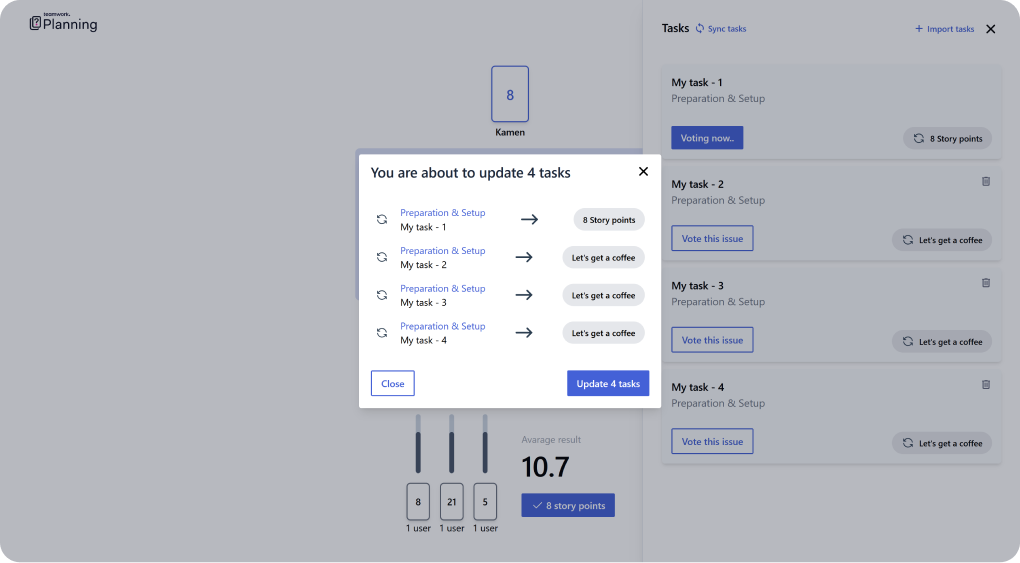 teamwork.
Planning
8
Kamen
Tasks
Sync tasks
Import tasks
My task - 1
Preparation & Setup
Voting now..
8 Story points
My task - 2
Preparation & Setup
Vote this issue
Let's get a coffee
My task - 3
Preparation & Setup
Vote this issue
Let's get a coffee
My task - 4
Preparation & Setup
Vote this issue
Let's get a coffee
You are about to update 4 tasks
Preparation & Setup
My task - 1
8 Story points
Preparation & Setup
My task - 2
Let's get a coffee
Preparation & Setup
My task - 3
Let's get a coffee
Preparation & Setup
My task - 4
Let's get a coffee
Close
Update 4 tasks
8
1 user
21
1 user
5
1 user
Avarage result
10.7
8 story points